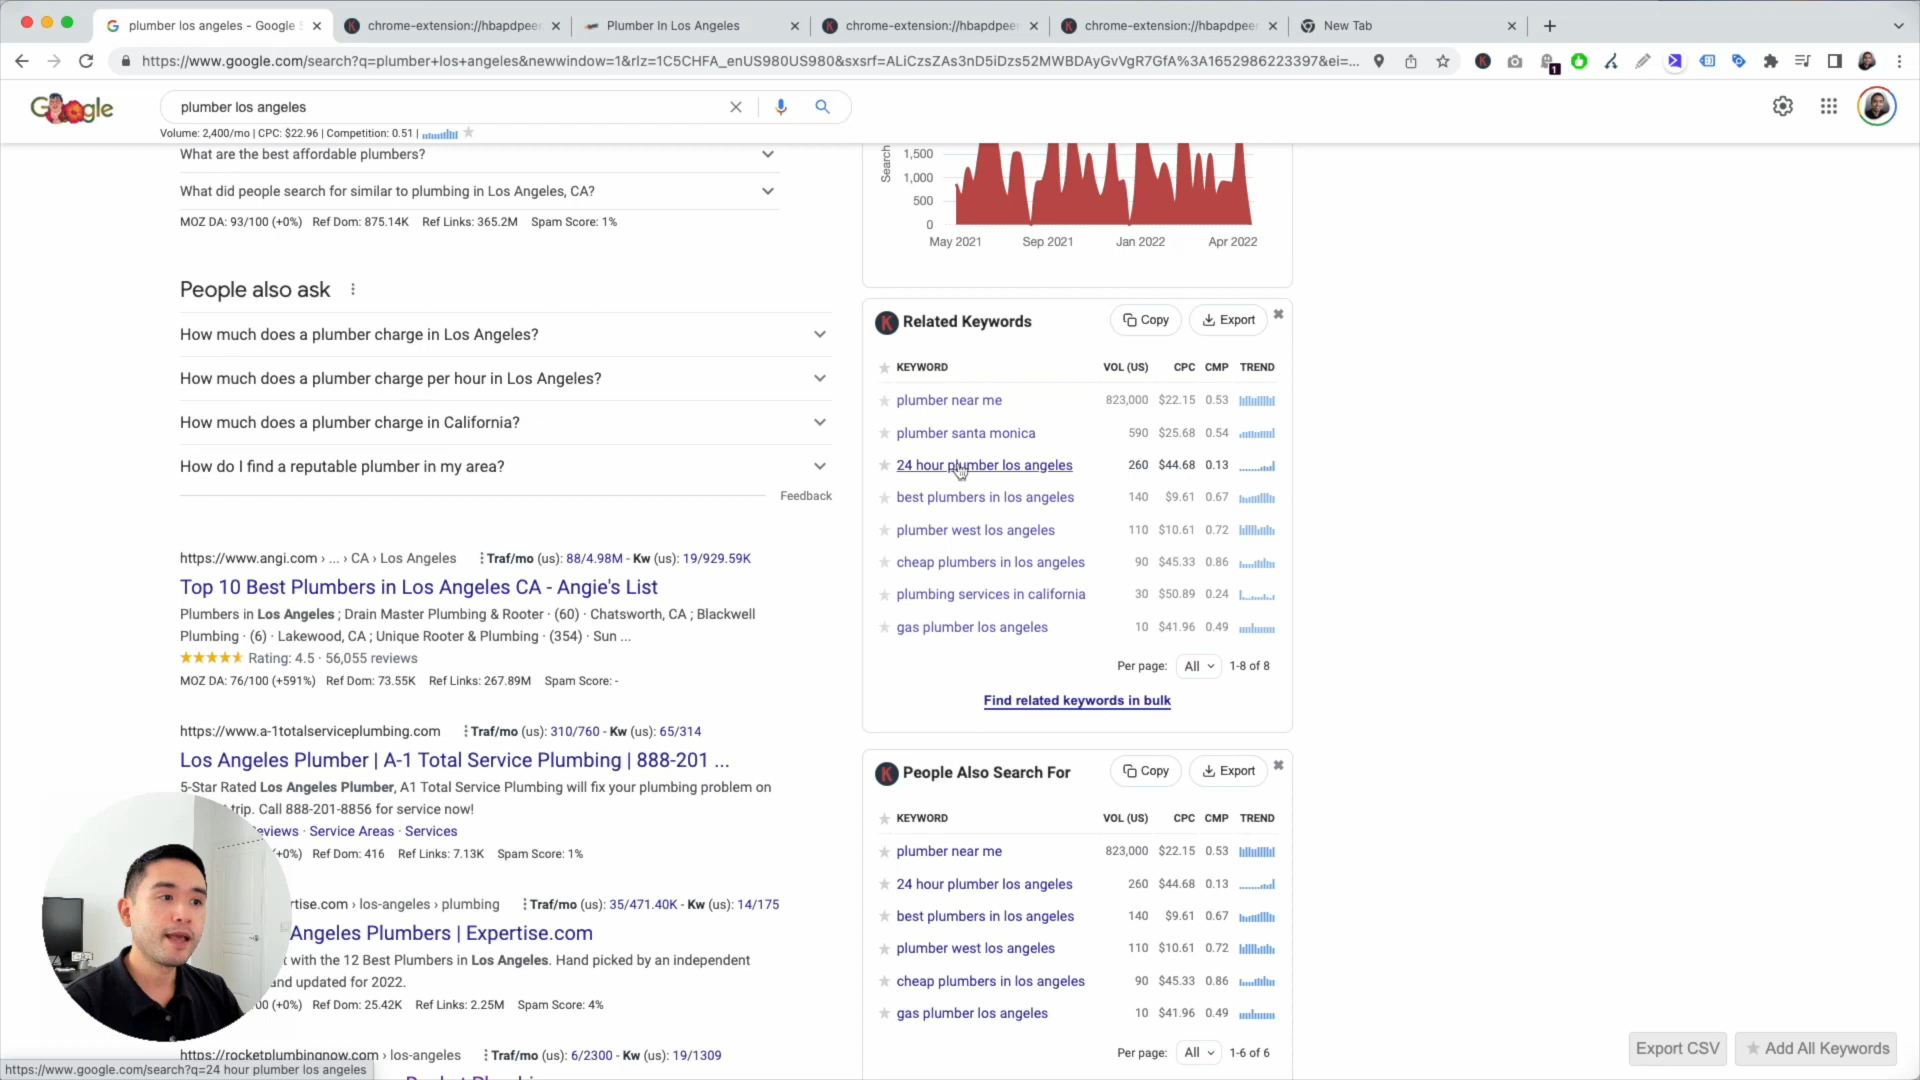 plumber los angeles - Google S
chrome-extension://hbapdpeer
Plumber In Los Angeles
chrome-extension://hbapdpeer
chrome-extension://hbapdpeer
New Tab
https://www.google.com/search?q=plumber+los+angeles&newwindow=1&rlz=1C5CHFA_enUS980US980&sxsrf=ALiCzsZAs3nD5iDzs52MWBDAyGvVgR7GfA%3A1652986223397&ei=...
1
Google
plumber los angeles
Volume: 2,400/mo | CPC: $22.96 | Competition: 0.51 |
What are the best affordable plumbers?
What did people search for similar to plumbing in Los Angeles, CA?
MOZ DA: 93/100 (+0%) Ref Dom: 875.14K Ref Links: 365.2M Spam Score: 1%
People also ask
How much does a plumber charge in Los Angeles?
How much does a plumber charge per hour in Los Angeles?
How much does a plumber charge in California?
How do I find a reputable plumber in my area?
Feedback
https://www.angi.com › ... › CA › Los Angeles Traf/mo (us): 88/4.98M - Kw (us): 19/929.59K
Top 10 Best Plumbers in Los Angeles CA - Angie's List
Plumbers in Los Angeles ; Drain Master Plumbing & Rooter · (60) · Chatsworth, CA ; Blackwell
Plumbing · (6) · Lakewood, CA ; Unique Rooter & Plumbing · (354) · Sun ...
Rating: 4.5 · 56,055 reviews
MOZ DA: 76/100 (+591%) Ref Dom: 73.55K Ref Links: 267.89M Spam Score: -
https://www.a-1totalserviceplumbing.com Traf/mo (us): 310/760 - Kw (us): 65/314
Los Angeles Plumber | A-1 Total Service Plumbing | 888-201 ...
5-Star Rated Los Angeles Plumber, A1 Total Service Plumbing will fix your plumbing problem on
trip. Call 888-201-8856 for service now!
eviews · Service Areas · Services
+0%) Ref Dom: 416 Ref Links: 7.13K Spam Score: 1%
rtise.com › los-angeles › plumbing Traf/mo (us): 35/471.40K - Kw (us): 14/175
Angeles Plumbers | Expertise.com
t with the 12 Best Plumbers in Los Angeles. Hand picked by an independent
and updated for 2022.
00 (+0%) Ref Dom: 25.42K Ref Links: 2.25M Spam Score: 4%
https://rocketplumbingnow.com › los-angeles Traf/mo (us): 6/2300 - Kw (us): 19/1309
https://www.google.com/search?q=24 hour plumber los angeles
Search
1,500
1,000
500
0
May 2021 Sep 2021 Jan 2022 Apr 2022
K Related Keywords Copy Export
KEYWORD VOL (US) CPC CMP TREND
plumber near me 823,000 $22.15 0.53
plumber santa monica 590 $25.68 0.54
24 hour plumber los angeles 260 $44.68 0.13
best plumbers in los angeles 140 $9.61 0.67
plumber west los angeles 110 $10.61 0.72
cheap plumbers in los angeles 90 $45.33 0.86
plumbing services in california 30 $50.89 0.24
gas plumber los angeles 10 $41.96 0.49
Per page: All 1-8 of 8
Find related keywords in bulk
K People Also Search For Copy Export
KEYWORD VOL (US) CPC CMP TREND
plumber near me 823,000 $22.15 0.53
24 hour plumber los angeles 260 $44.68 0.13
best plumbers in los angeles 140 $9.61 0.67
plumber west los angeles 110 $10.61 0.72
cheap plumbers in los angeles 90 $45.33 0.86
gas plumber los angeles 10 $41.96 0.49
Per page: All 1-6 of 6
Export CSV
Add All Keywords